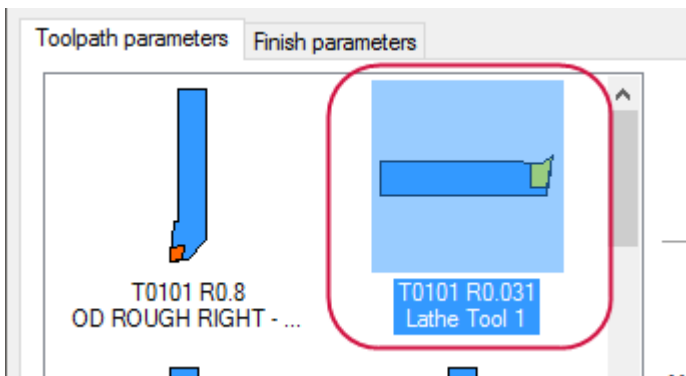 Toolpath parameters Finish parameters
T0101 R0.8
OD ROUGH RIGHT - ...
T0101 R0.031
Lathe Tool 1